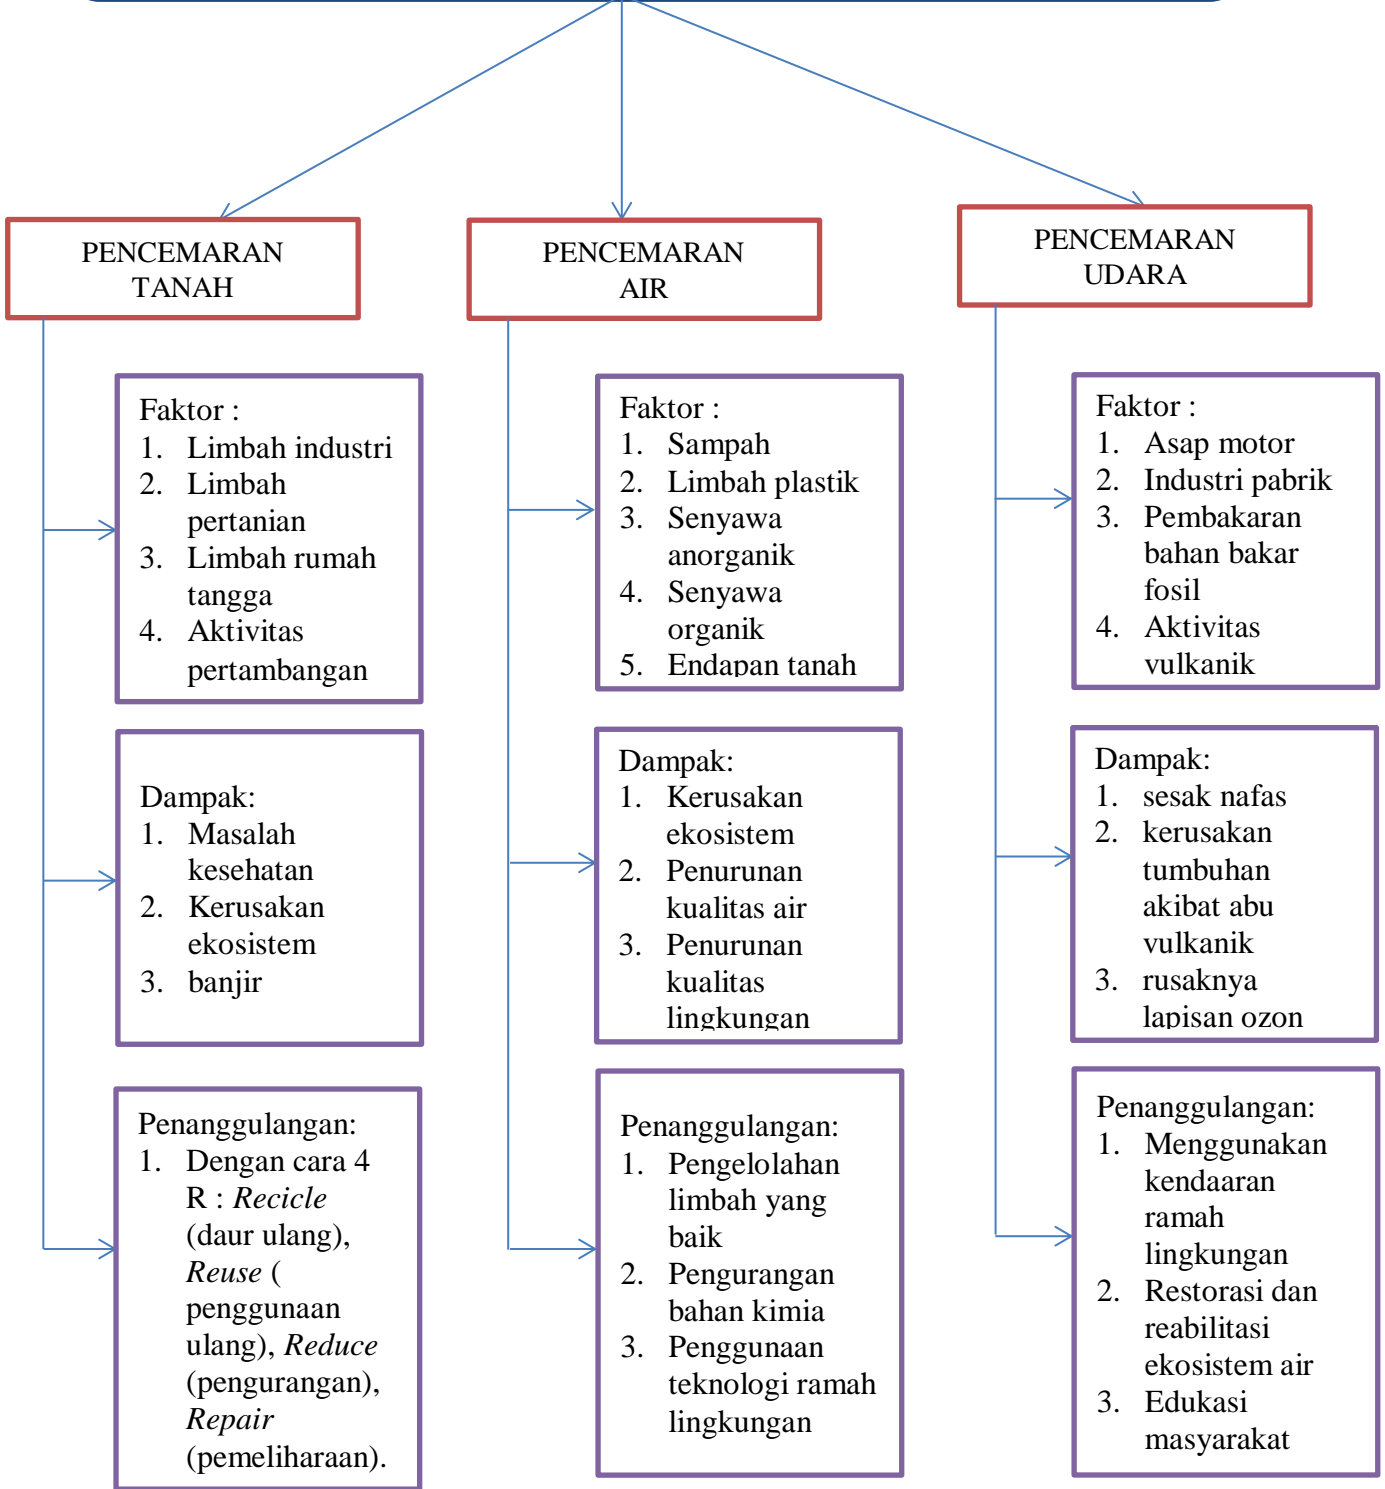 PENCEMARAN
TANAH
Faktor :
1. Limbah industri
2. Limbah
pertanian
3. Limbah rumah
tangga
4. Aktivitas
pertambangan
Dampak:
1. Masalah
kesehatan
2. Kerusakan
ekosistem
3. banjir
Penanggulangan:
1. Dengan cara 4
R : Recicle
(daur ulang),
Reuse (
penggunaan
ulang), Reduce
(pengurangan),
Repair
(pemeliharaan).
PENCEMARAN
AIR
Faktor :
1. Sampah
2. Limbah plastik
3. Senyawa
anorganik
4. Senyawa
organik
5. Endapan tanah
Dampak:
1. Kerusakan
ekosistem
2. Penurunan
kualitas air
3. Penurunan
kualitas
lingkungan
Penanggulangan:
1. Pengelolahan
limbah yang
baik
2. Pengurangan
bahan kimia
3. Penggunaan
teknologi ramah
lingkungan
PENCEMARAN
UDARA
Faktor :
1. Asap motor
2. Industri pabrik
3. Pembakaran
bahan bakar
fosil
4. Aktivitas
vulkanik
Dampak:
1. sesak nafas
2. kerusakan
tumbuhan
akibat abu
vulkanik
3. rusaknya
lapisan ozon
Penanggulangan:
1. Menggunakan
kendaaran
ramah
lingkungan
2. Restorasi dan
reabilitasi
ekosistem air
3. Edukasi
masyarakat